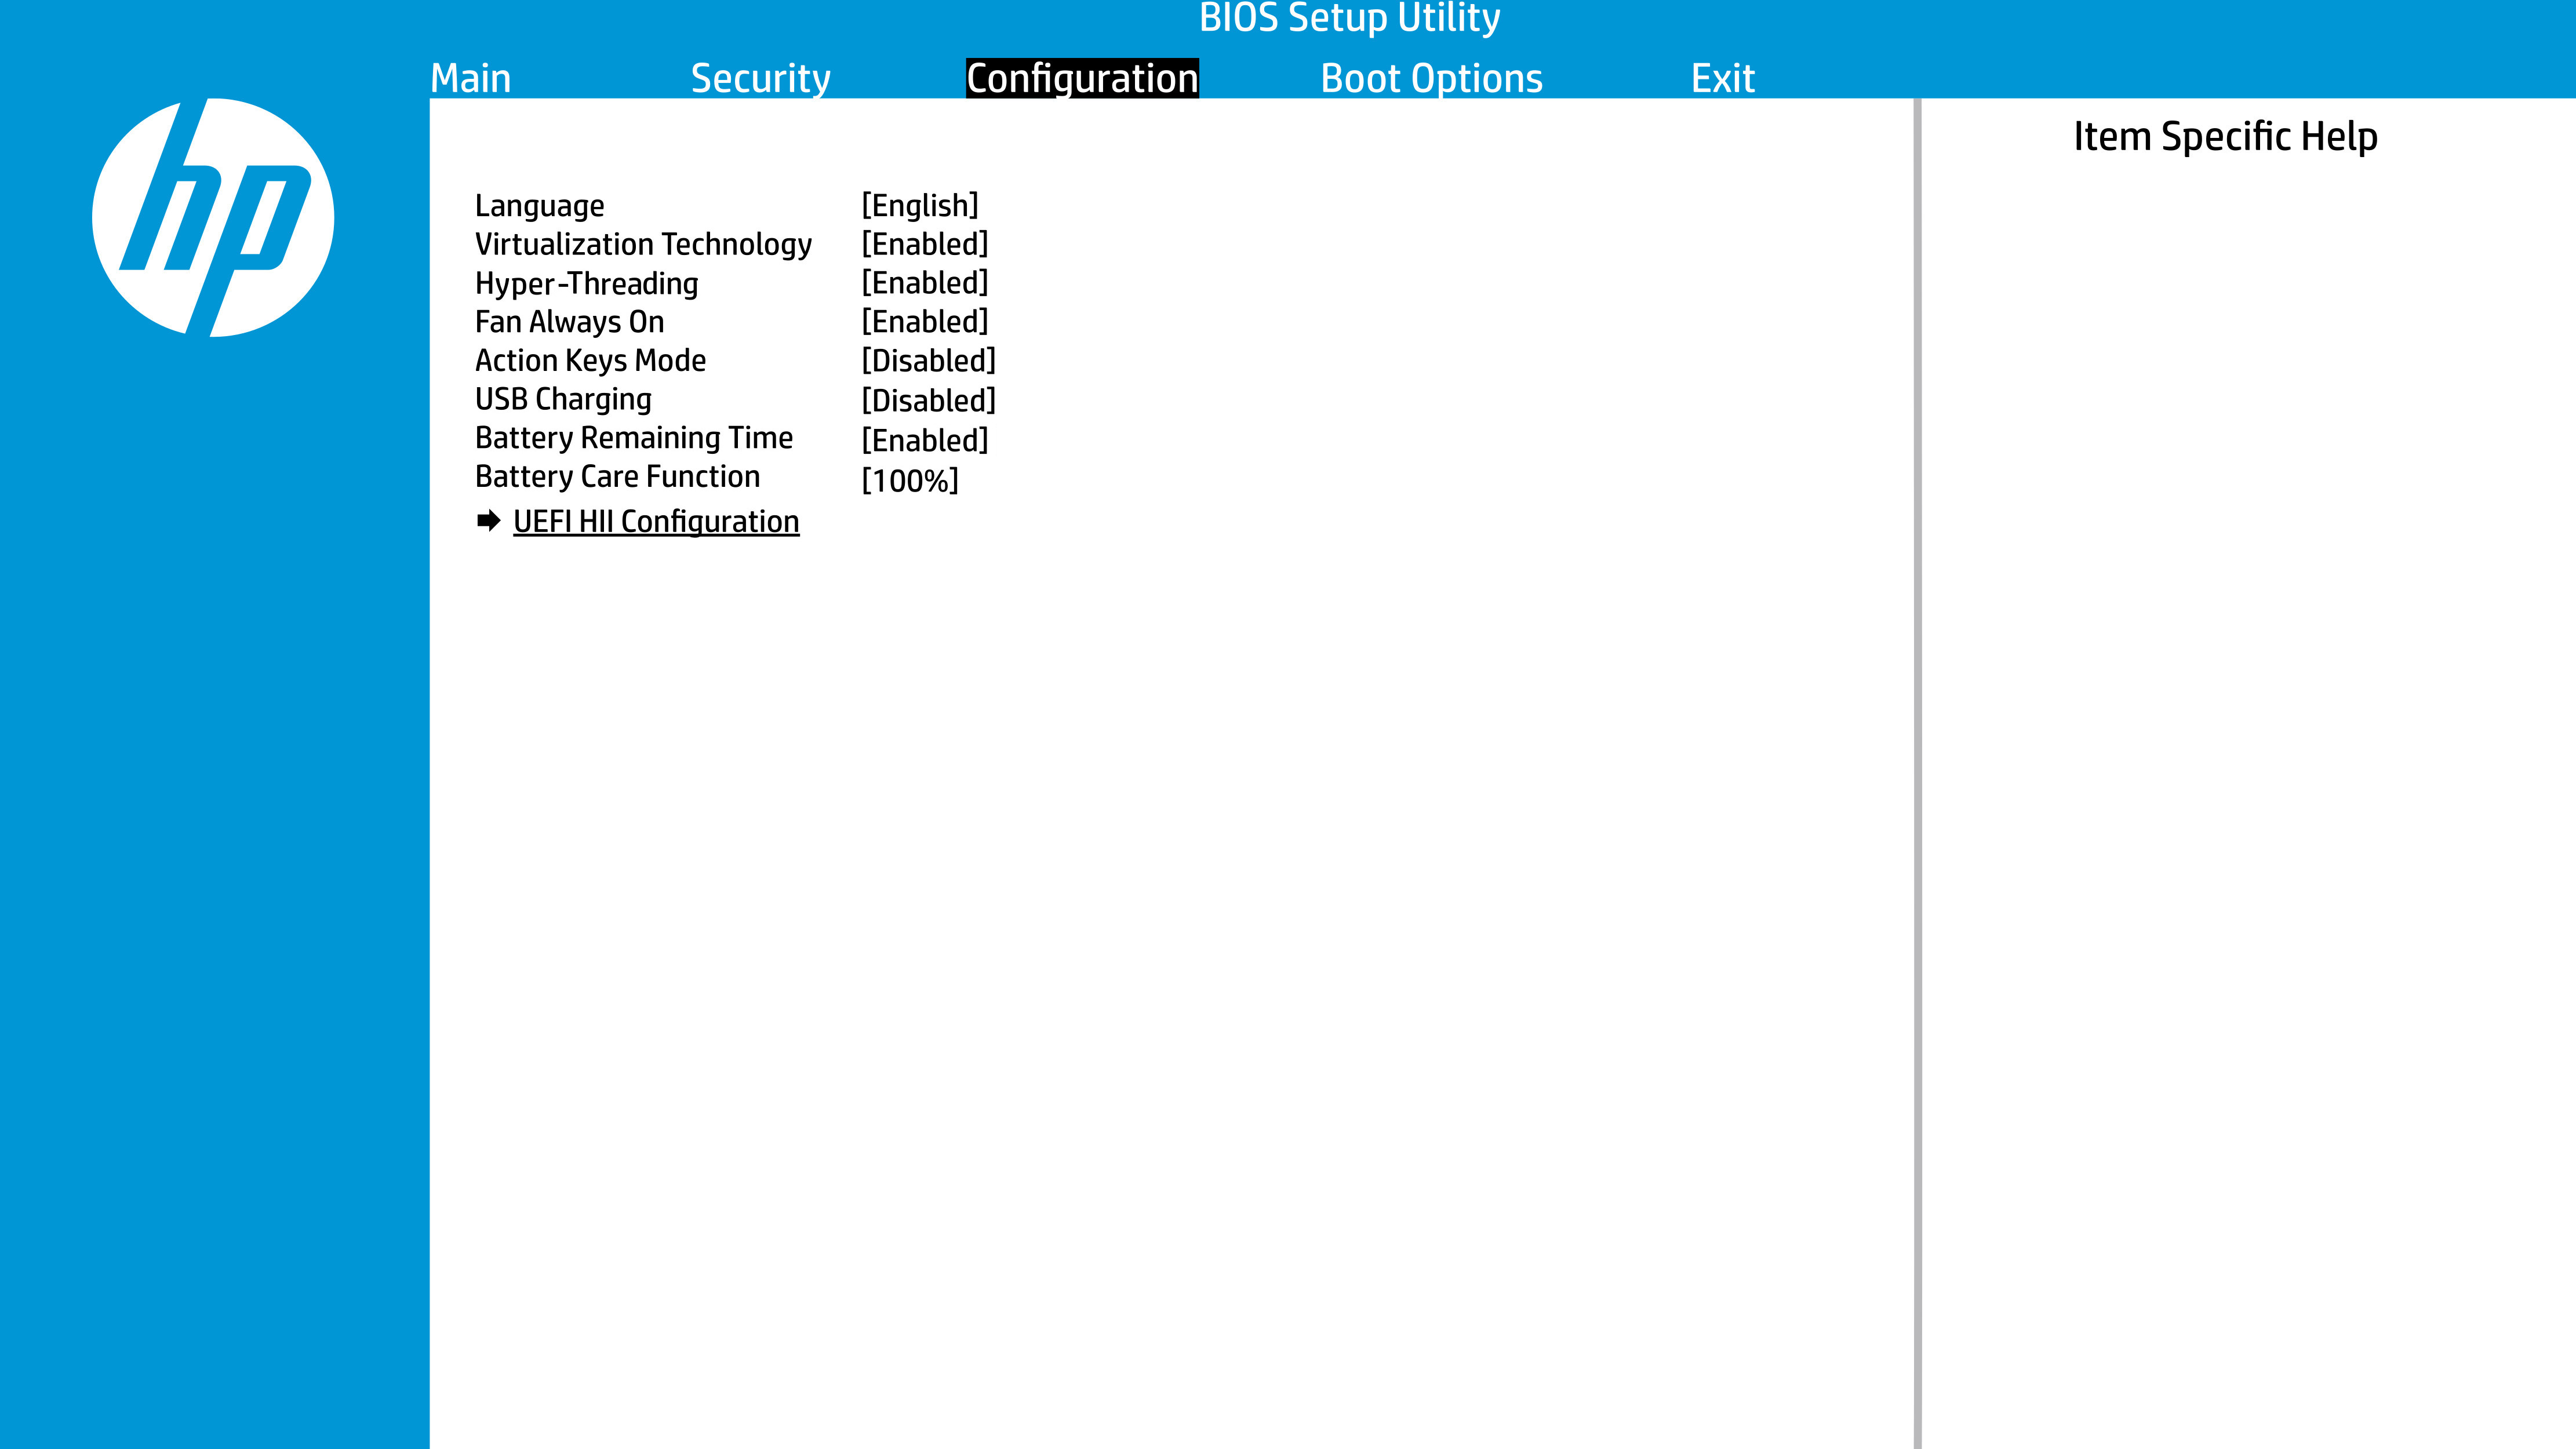 BIOS Setup Utility
Main Security Configuration Boot Options Exit
hp
Item Specific Help
Language [English]
Virtualization Technology [Enabled]
Hyper-Threading [Enabled]
Fan Always On [Enabled]
Action Keys Mode [Disabled]
USB Charging [Disabled]
Battery Remaining Time [Enabled]
Battery Care Function [100%]
UEFI HII Configuration